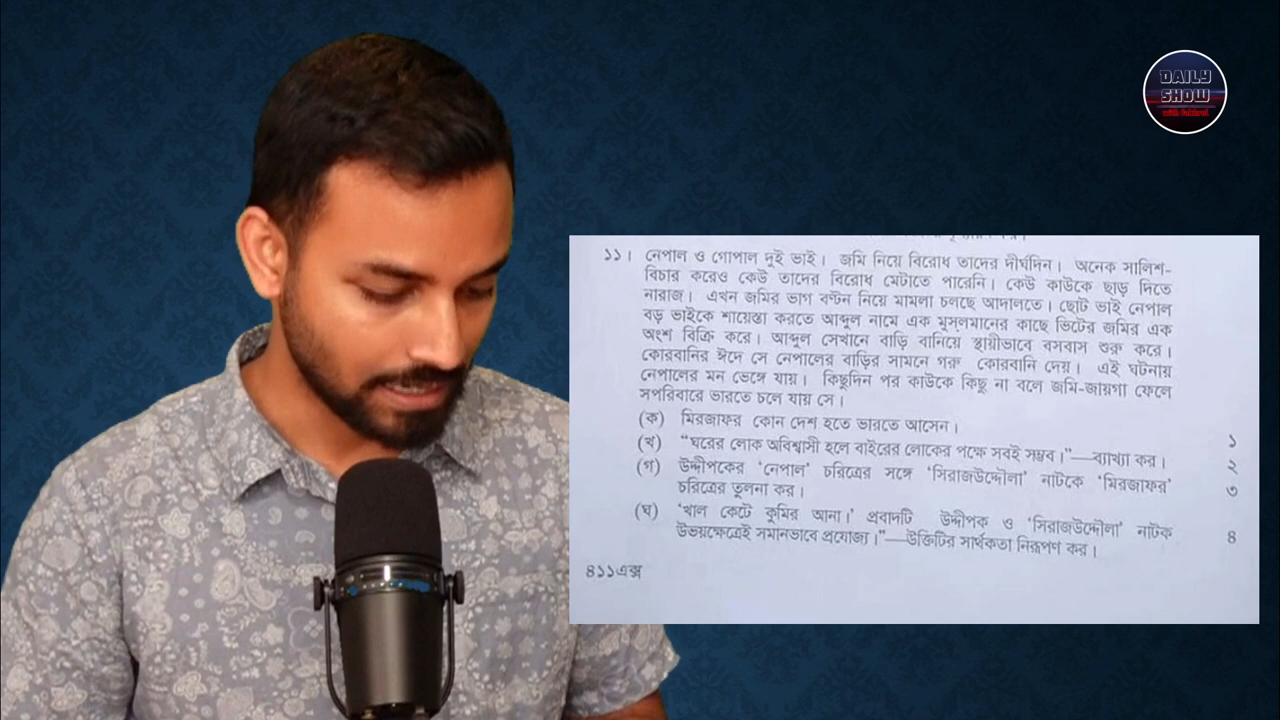 DAILY
SHOW
১১। নেপাল ও গোপাল দুই ভাই। জমি নিয়ে বিরোধ তাদের দীর্ঘদিন। অনেক সালিশ-
বিচার করেও কেউ তাদের বিরোধ মেটাতে পারেনি। কেউ কাউকে ছাড় দিতে
নারাজ। এখন জমির ভাগ বণ্টন নিয়ে মামলা চলছে আদালতে। ছোট ভাই নেপাল
বড় ভাইকে শায়েস্তা করতে আব্দুল নামে এক মুসলমানের কাছে ভিটের জমির এক
অংশ বিক্রি করে। আব্দুল সেখানে বাড়ি বানিয়ে স্থায়ীভাবে বসবাস শুরু করে।
কোরবানির ঈদে সে নেপালের বাড়ির সামনে গরু কোরবানি দেয়। এই ঘটনায়
নেপালের মন ভেঙ্গে যায়। কিছুদিন পর কাউকে কিছু না বলে জমি-জায়গা ফেলে
সপরিবারে ভারতে চলে যায় সে।
(ক) মিরজাফর কোন দেশ হতে ভারতে আসেন। ১
(খ) “ঘরের লোক অবিশ্বাসী হলে বাইরের লোকের পক্ষে সবই সম্ভব।”—ব্যাখ্যা কর। ২
(গ) উদ্দীপকের ‘নেপাল’ চরিত্রের সঙ্গে ‘সিরাজউদ্দৌলা’ নাটকে ‘মিরজাফর’ ৩
চরিত্রের তুলনা কর।
(ঘ) ‘খাল কেটে কুমির আনা।’ প্রবাদটি উদ্দীপক ও ‘সিরাজউদ্দৌলা’ নাটক ৪
উভয়ক্ষেত্রেই সমানভাবে প্রযোজ্য।”—উক্তিটির সার্থকতা নিরূপণ কর।
৪১১এক্স